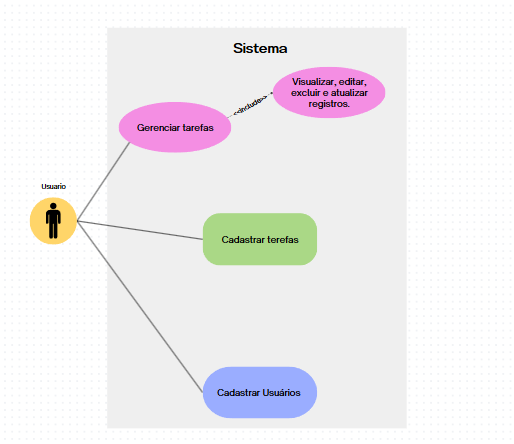 Sistema
Visualizar, editar,
excluir e atualizar
registros.
<<include>>
Gerenciar tarefas
Usuario
Cadastrar terefas
Cadastrar Usuários